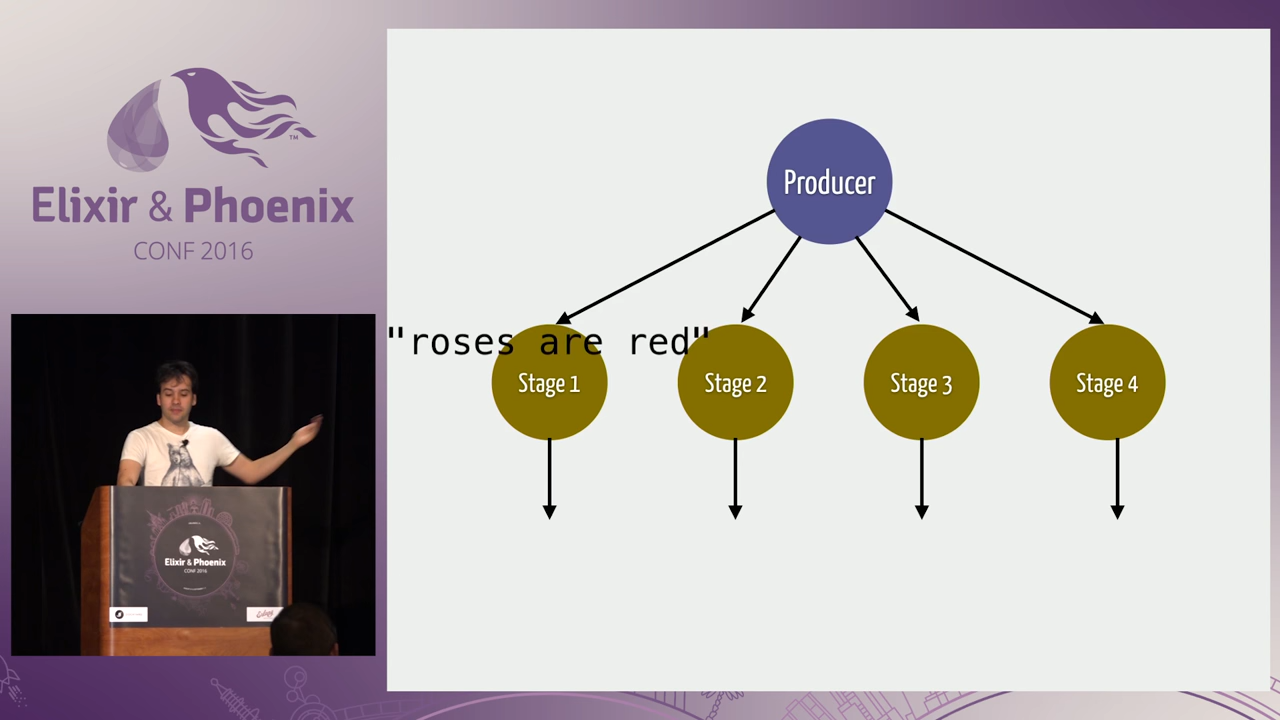 Elixir & Phoenix
TM
CONF 2016
Producer
"roses are red"
Stage 1
Stage 2
Stage 3
Stage 4
Elixir & Phoenix
CONF 2016